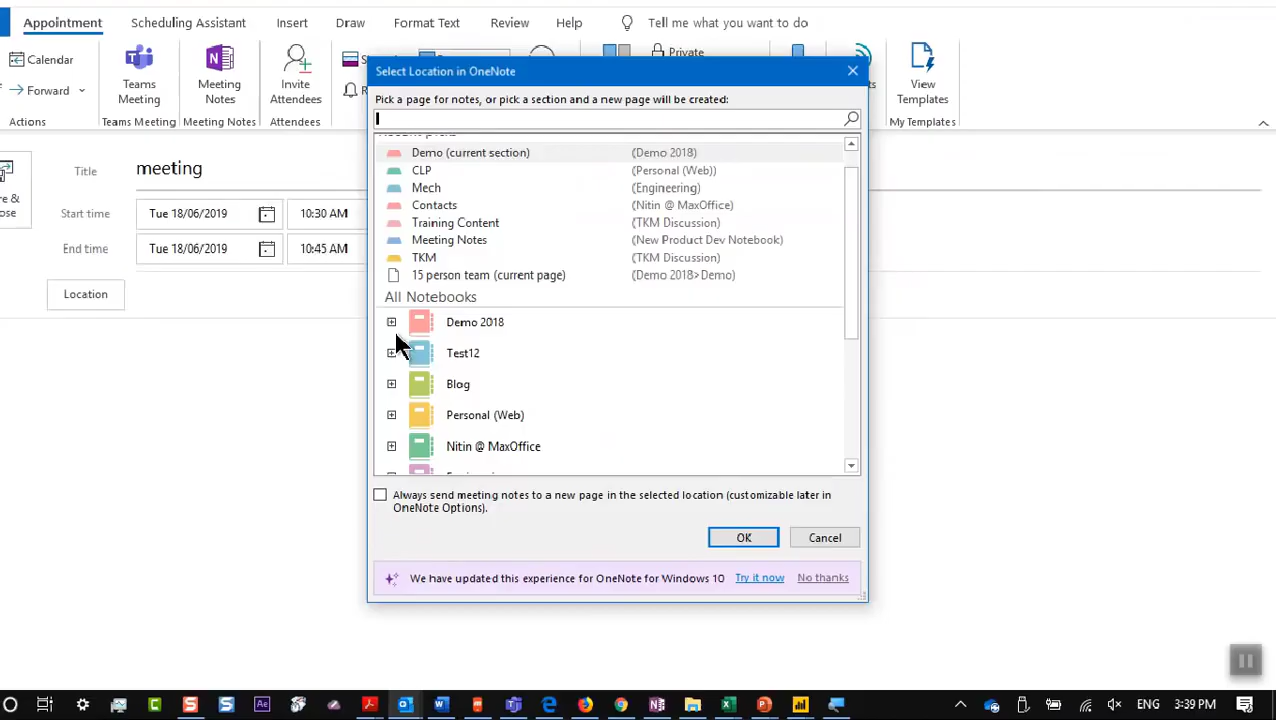 Appointment Scheduling Assistant Insert Draw Format Text Review Help Tell me what you want to do
Calendar
Forward
Actions
Teams
Meeting
Teams Meeting
Meeting
Notes
Meeting Notes
Invite
Attendees
Attendees
Private
View
Templates
My Templates
Title meeting
Start time Tue 18/06/2019 10:30 AM
End time Tue 18/06/2019 10:45 AM
Location
Select Location in OneNote
Pick a page for notes, or pick a section and a new page will be created:
Demo (current section) (Demo 2018)
CLP (Personal (Web))
Mech (Engineering)
Contacts (Nitin @ MaxOffice)
Training Content (TKM Discussion)
Meeting Notes (New Product Dev Notebook)
TKM (TKM Discussion)
15 person team (current page) (Demo 2018>Demo)
All Notebooks
Demo 2018
Test12
Blog
Personal (Web)
Nitin @ MaxOffice
Always send meeting notes to a new page in the selected location (customizable later in
OneNote Options).
OK Cancel
We have updated this experience for OneNote for Windows 10 Try it now No thanks
ENG 3:39 PM